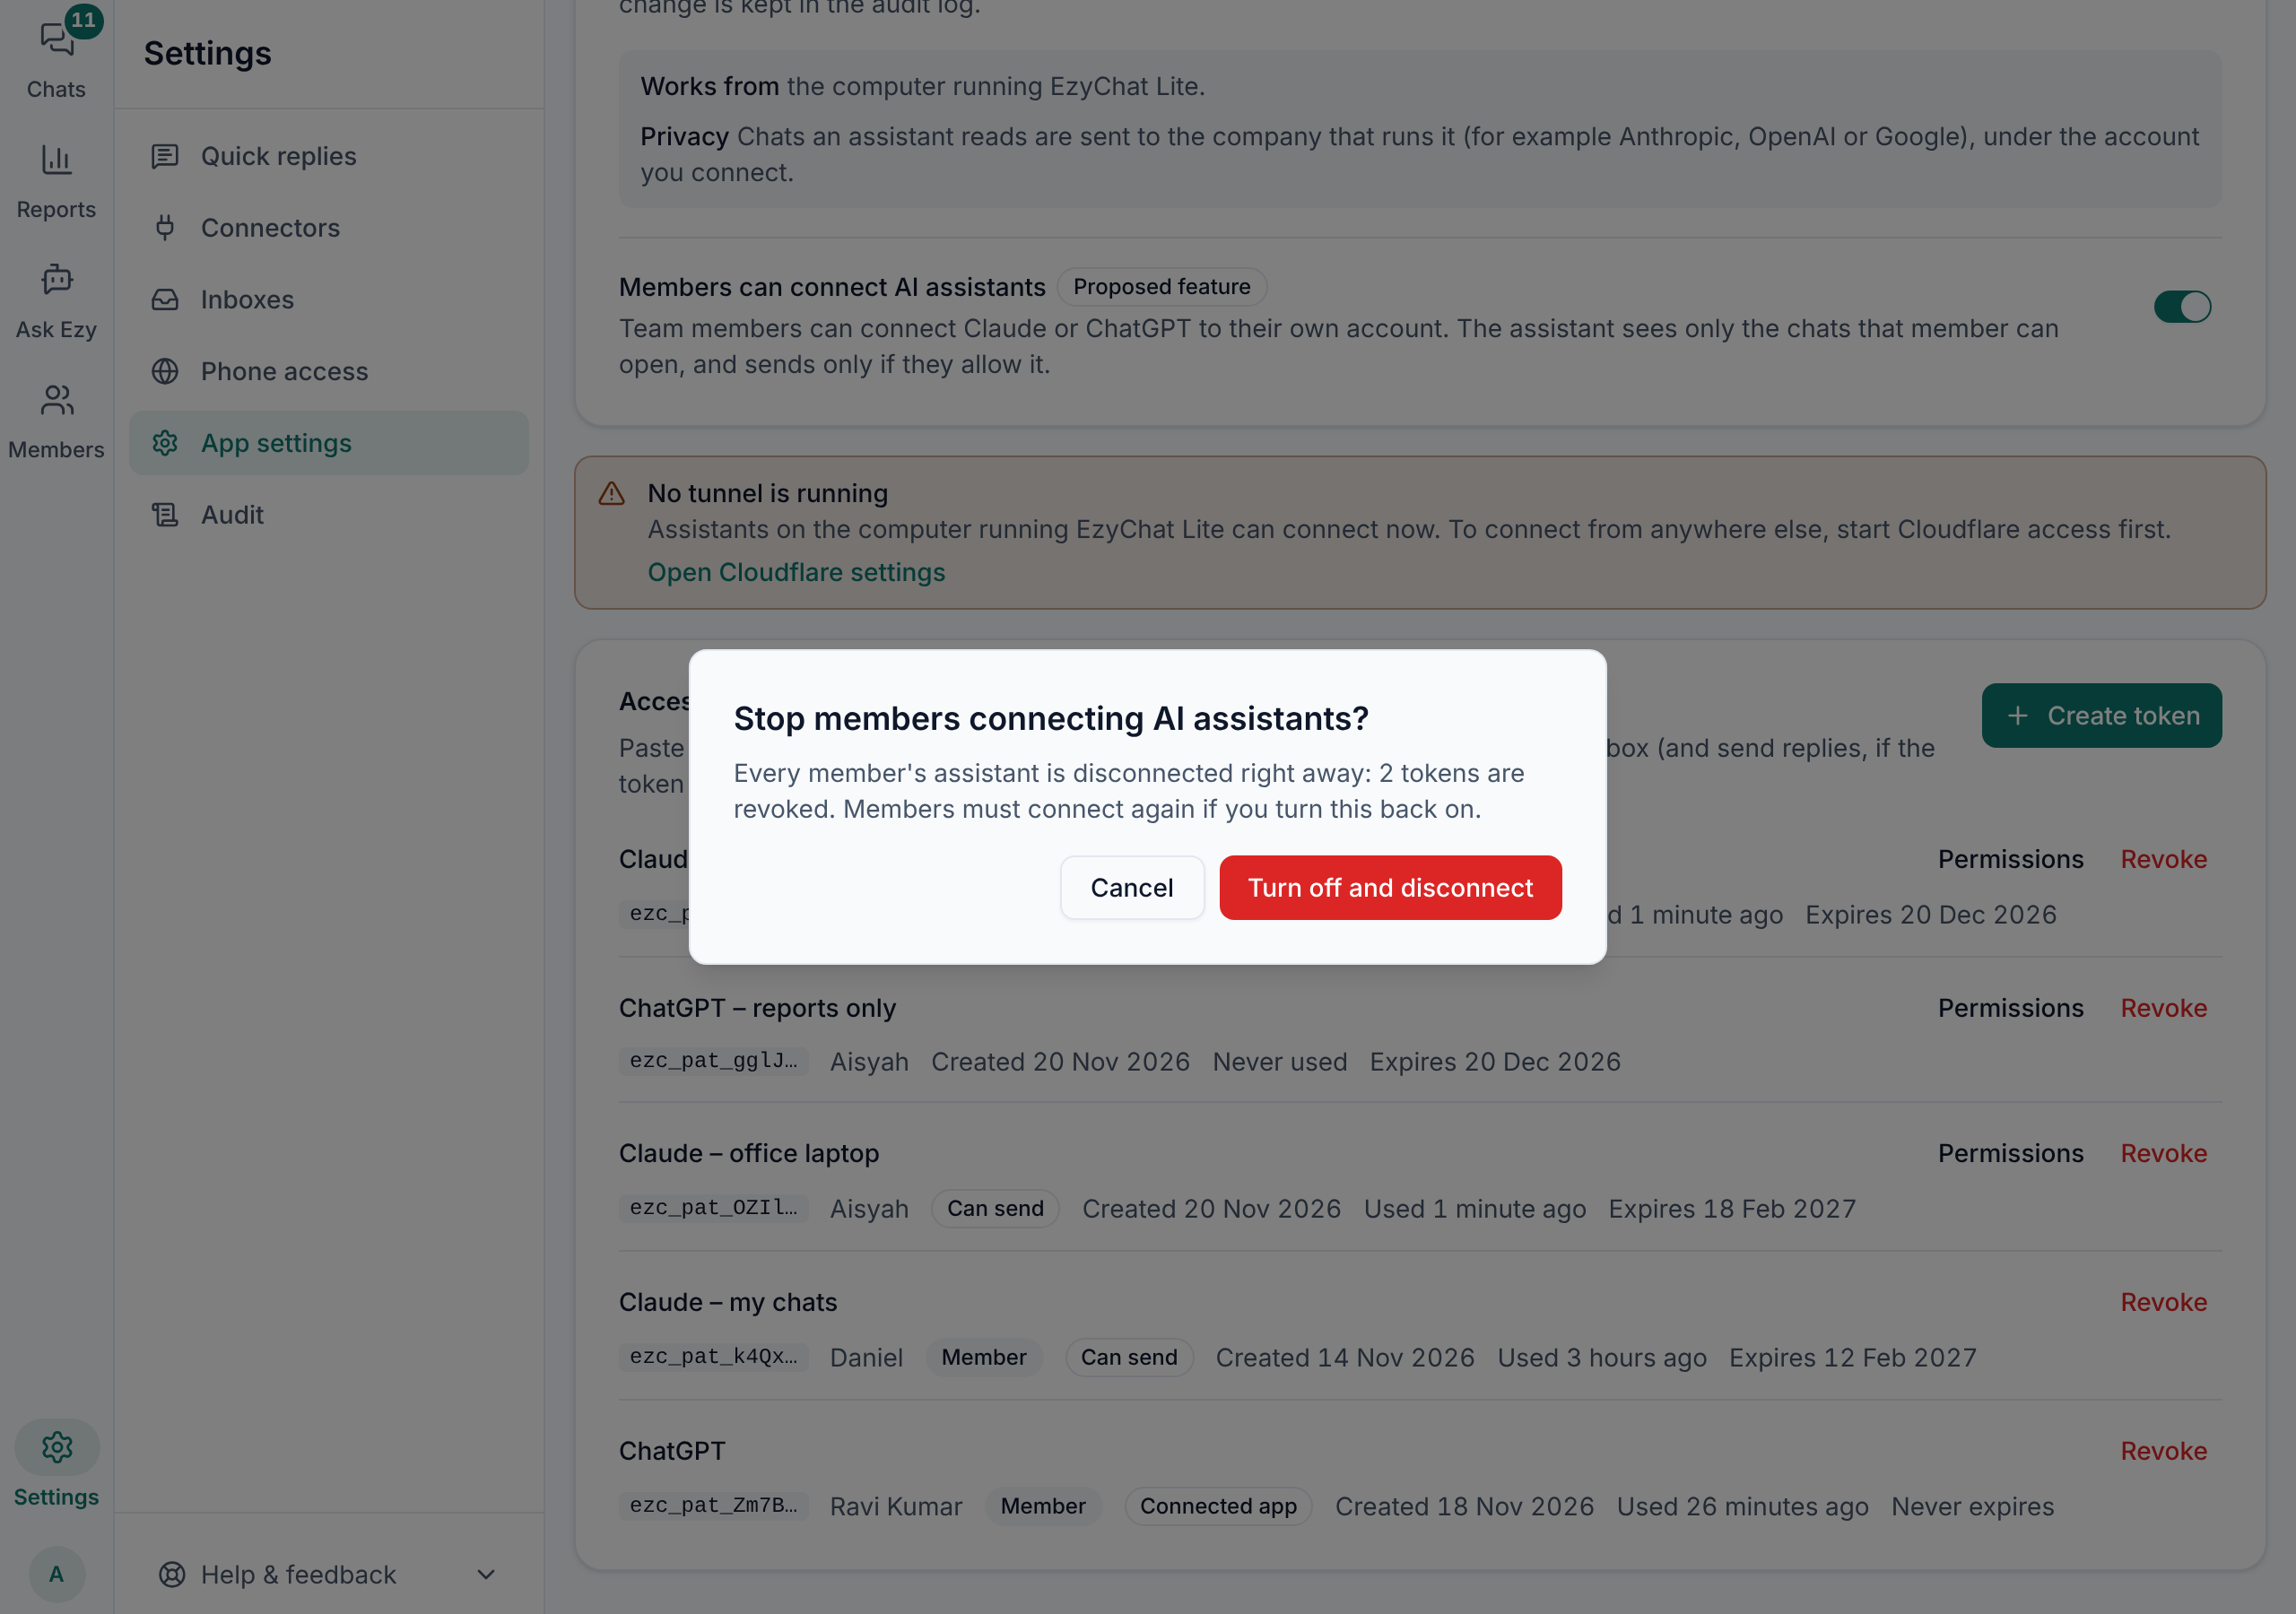 11
Chats
Reports
Ask Ezy
Members
Settings
A
Settings
Quick replies
Connectors
Inboxes
Phone access
App settings
Audit
Help & feedback
change is kept in the audit log.
Works from the computer running EzyChat Lite.
Privacy Chats an assistant reads are sent to the company that runs it (for example Anthropic, OpenAI or Google), under the account
you connect.
Members can connect AI assistants Proposed feature
Team members can connect Claude or ChatGPT to their own account. The assistant sees only the chats that member can
open, and sends only if they allow it.
No tunnel is running
Assistants on the computer running EzyChat Lite can connect now. To connect from anywhere else, start Cloudflare access first.
Open Cloudflare settings
Create token
Paste box (and send replies, if the
token
Stop members connecting AI assistants?
Every member's assistant is disconnected right away: 2 tokens are
revoked. Members must connect again if you turn this back on.
Cancel Turn off and disconnect
Permissions Revoke
1 minute ago Expires 20 Dec 2026
ChatGPT – reports only Permissions Revoke
ezc_pat_gglJ… Aisyah Created 20 Nov 2026 Never used Expires 20 Dec 2026
Claude – office laptop Permissions Revoke
ezc_pat_OZIl… Aisyah Can send Created 20 Nov 2026 Used 1 minute ago Expires 18 Feb 2027
Claude – my chats Revoke
ezc_pat_k4Qx… Daniel Member Can send Created 14 Nov 2026 Used 3 hours ago Expires 12 Feb 2027
ChatGPT Revoke
ezc_pat_Zm7B… Ravi Kumar Member Connected app Created 18 Nov 2026 Used 26 minutes ago Never expires